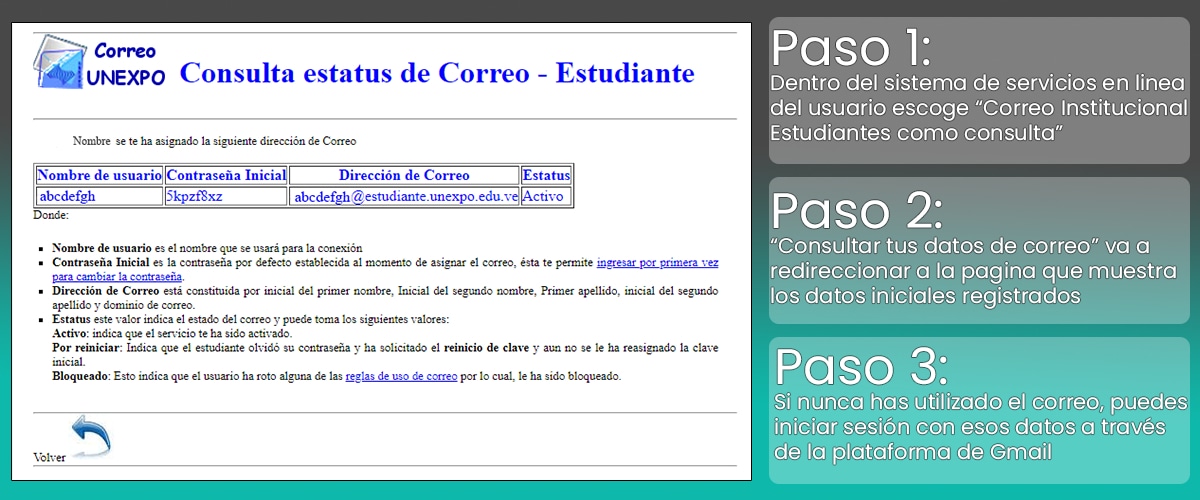 Correo
UNEXPO
Consulta estatus de Correo - Estudiante
Nombre se te ha asignado la siguiente dirección de Correo
Nombre de usuario Contraseña Inicial Dirección de Correo Estatus
abcdefgh 5kpzf8xz abcdefgh@estudiante.unexpo.edu.ve Activo
Donde:
Nombre de usuario es el nombre que se usará para la conexión
Contraseña Inicial es la contraseña por defecto establecida al momento de asignar el correo, ésta te permite ingresar por primera vez
para cambiar la contraseña.
Dirección de Correo está constituida por inicial del primer nombre, Inicial del segundo nombre, Primer apellido, inicial del segundo
apellido y dominio de correo.
Estatus este valor indica el estado del correo y puede toma los siguientes valores:
Activo: indica que el servicio te ha sido activado.
Por reiniciar: Indica que el estudiante olvidó su contraseña y ha solicitado el reinicio de clave y aun no se le ha reasignado la clave
inicial.
Bloqueado: Esto indica que el usuario ha roto alguna de las reglas de uso de correo por lo cual, le ha sido bloqueado.
Volver
Paso 1:
Dentro del sistema de servicios en linea
del usuario escoge “Correo Institucional
Estudiantes como consulta”
Paso 2:
“Consultar tus datos de correo” va a
redireccionar a la pagina que muestra
los datos iniciales registrados
Paso 3:
Si nunca has utilizado el correo, puedes
iniciar sesión con esos datos a través
de la plataforma de Gmail